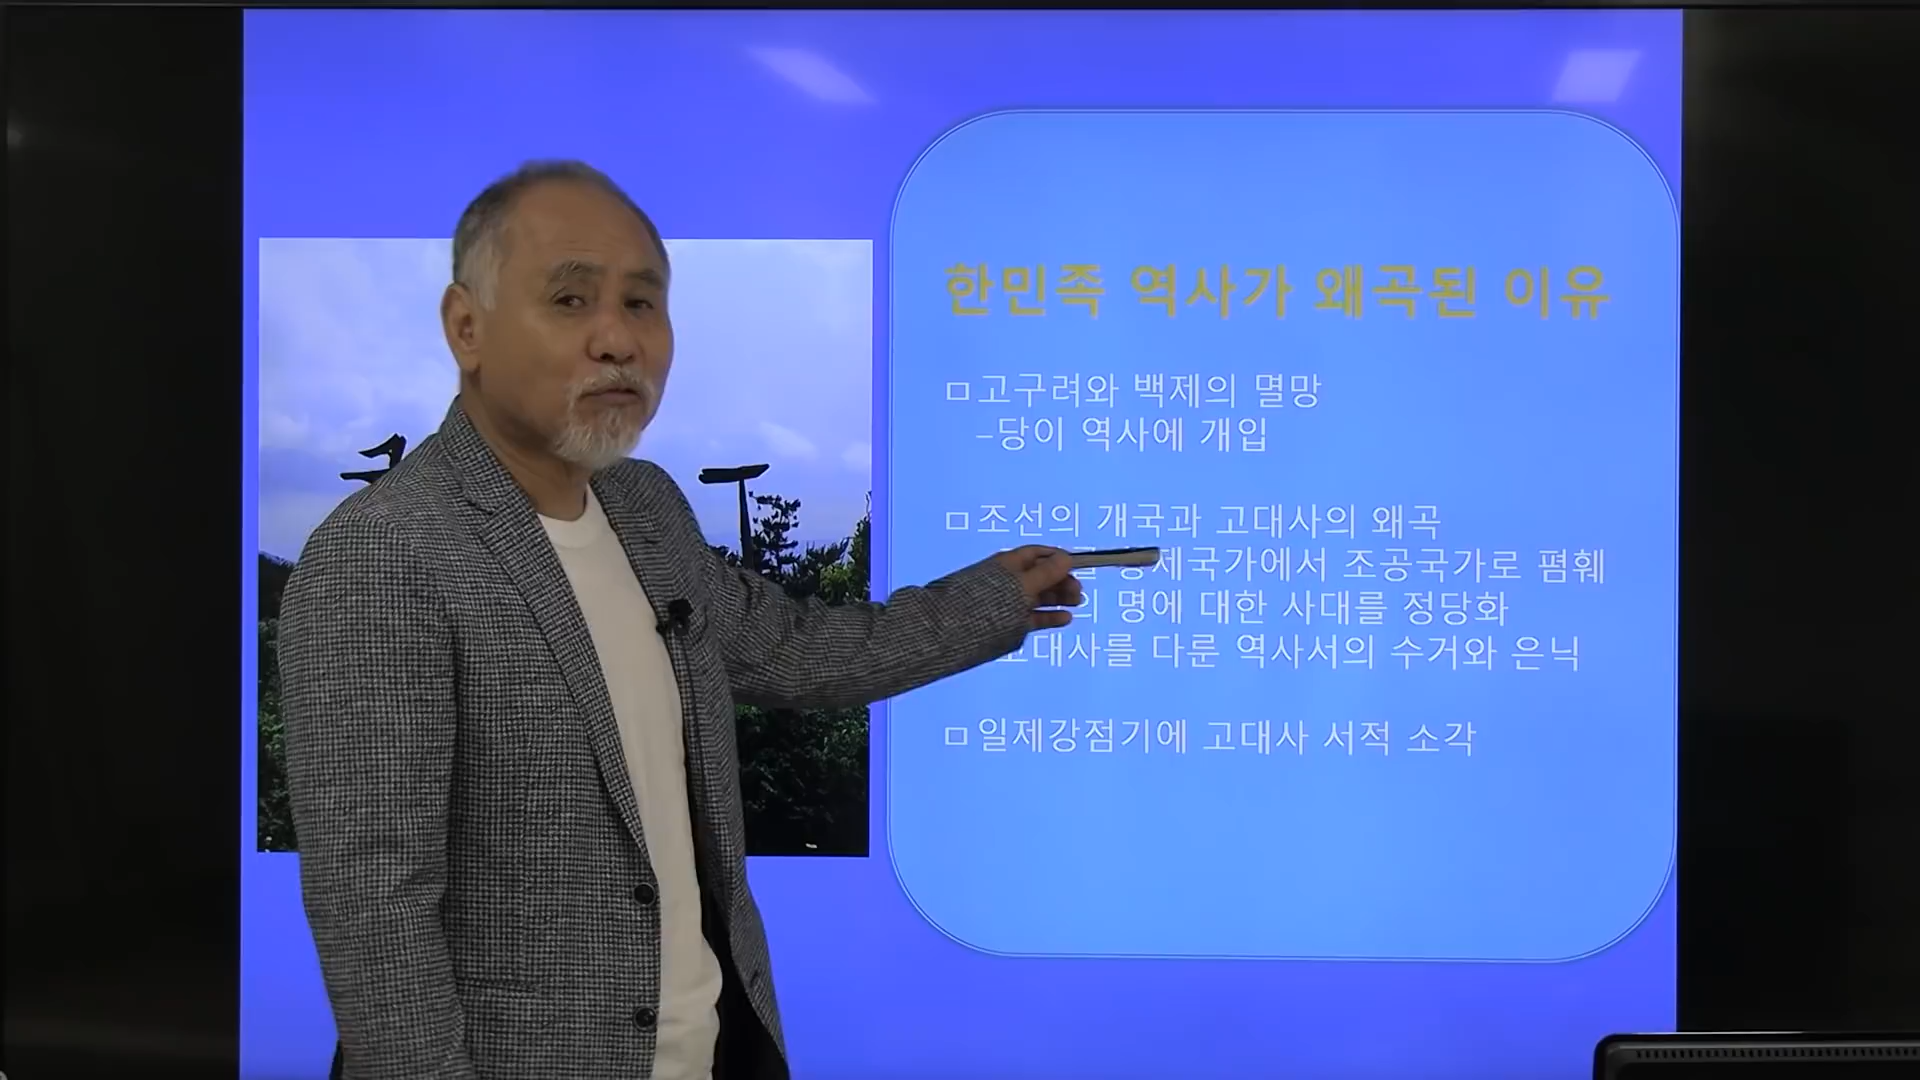 한민족 역사가 왜곡된 이유
고구려와 백제의 멸망
–당이 역사에 개입
조선의 개국과 고대사의 왜곡
황제국가에서 조공국가로 폄훼
명에 대한 사대를 정당화
고대사를 다룬 역사서의 수거와 은닉
일제강점기에 고대사 서적 소각